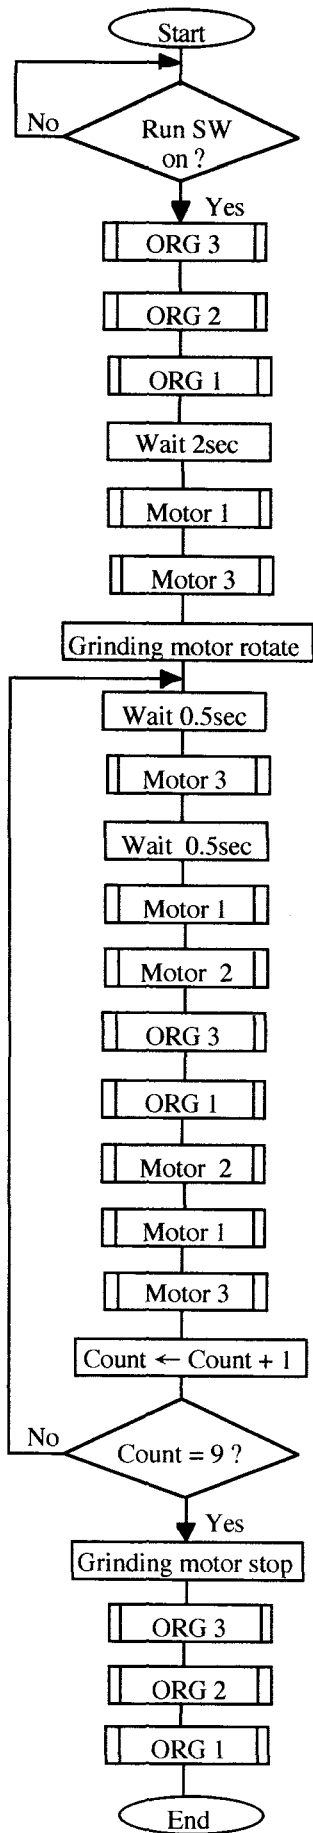 Start
No
Run SW
on ?
Yes
ORG 3
ORG 2
ORG 1
Wait 2sec
Motor 1
Motor 3
Grinding motor rotate
Wait 0.5sec
Motor 3
Wait 0.5sec
Motor 1
Motor 2
ORG 3
ORG 1
Motor 2
Motor 1
Motor 3
Count ← Count + 1
No
Count = 9 ?
Yes
Grinding motor stop
ORG 3
ORG 2
ORG 1
End